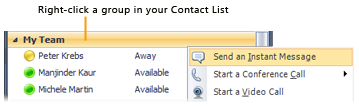 Right-click a group in your Contact List
My Team
Peter Krebs Away
Manjinder Kaur Available
Michele Martin Available
Send an Instant Message
Start a Conference Call
Start a Video Call